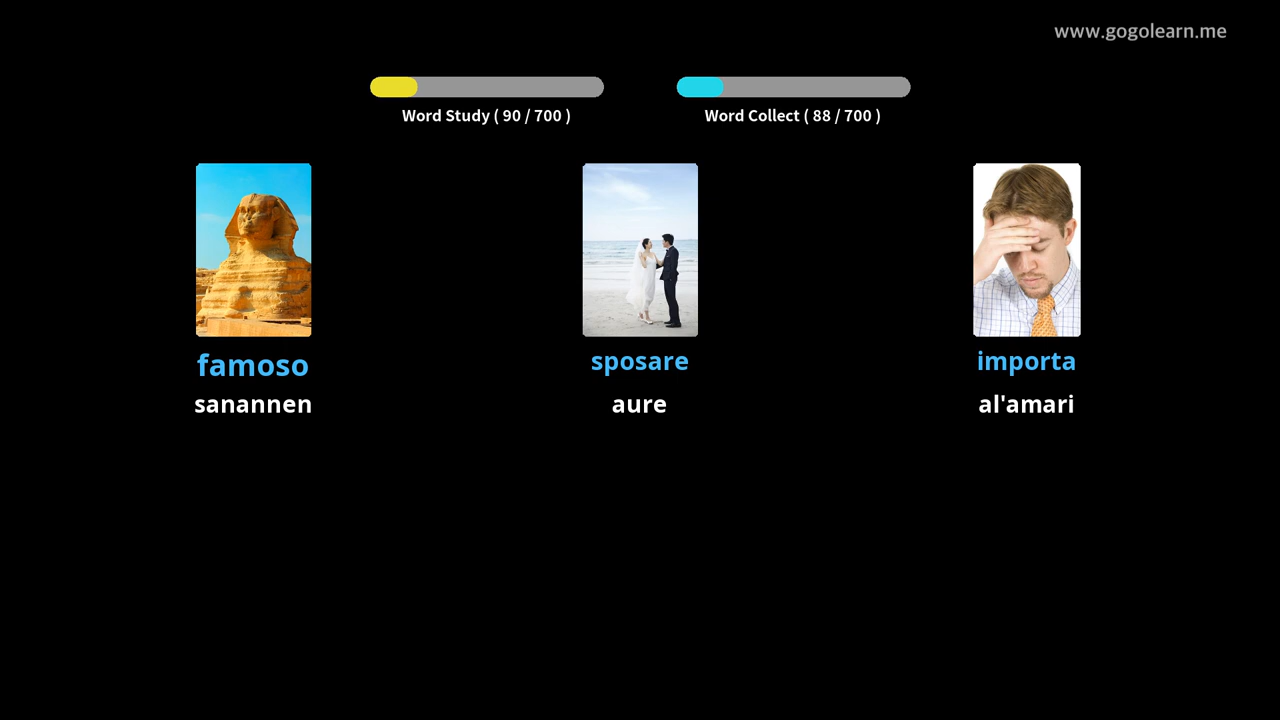 www.gogolearn.me
Word Study ( 90 / 700 )
Word Collect ( 88 / 700 )
famoso
sposare
importa
sanannen
aure
al'amari